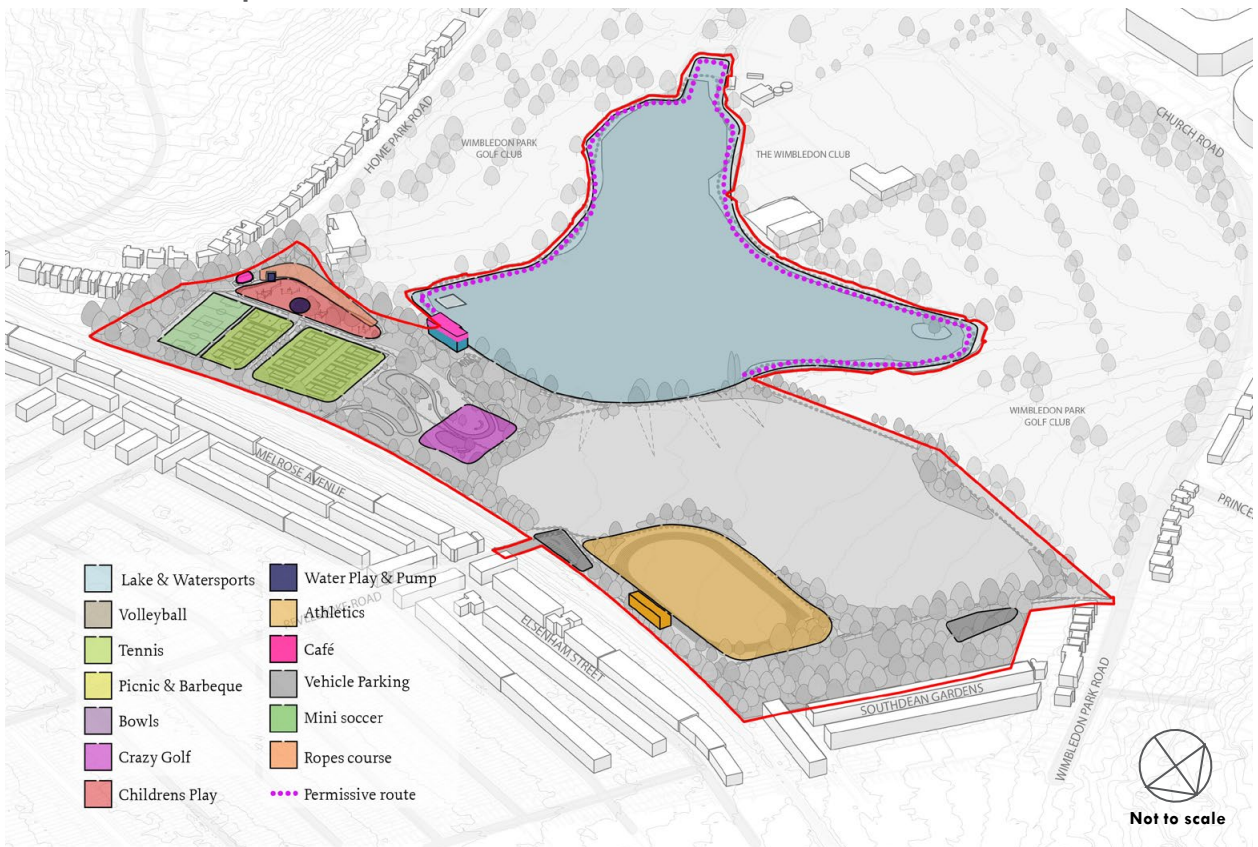 HOME PARK ROAD
WIMBLEDON PARK
GOLF CLUB
THE WIMBLEDON CLUB
CHURCH ROAD
WIMBLEDON PARK
GOLF CLUB
MELROSE AVENUE
ELSENHAM STREET
SOUTHDEAN GARDENS
WIMBLEDON PARK ROAD
Lake & Watersports
Volleyball
Tennis
Picnic & Barbeque
Bowls
Crazy Golf
Childrens Play
Water Play & Pump
Athletics
Café
Vehicle Parking
Mini soccer
Ropes course
Permissive route
Not to scale